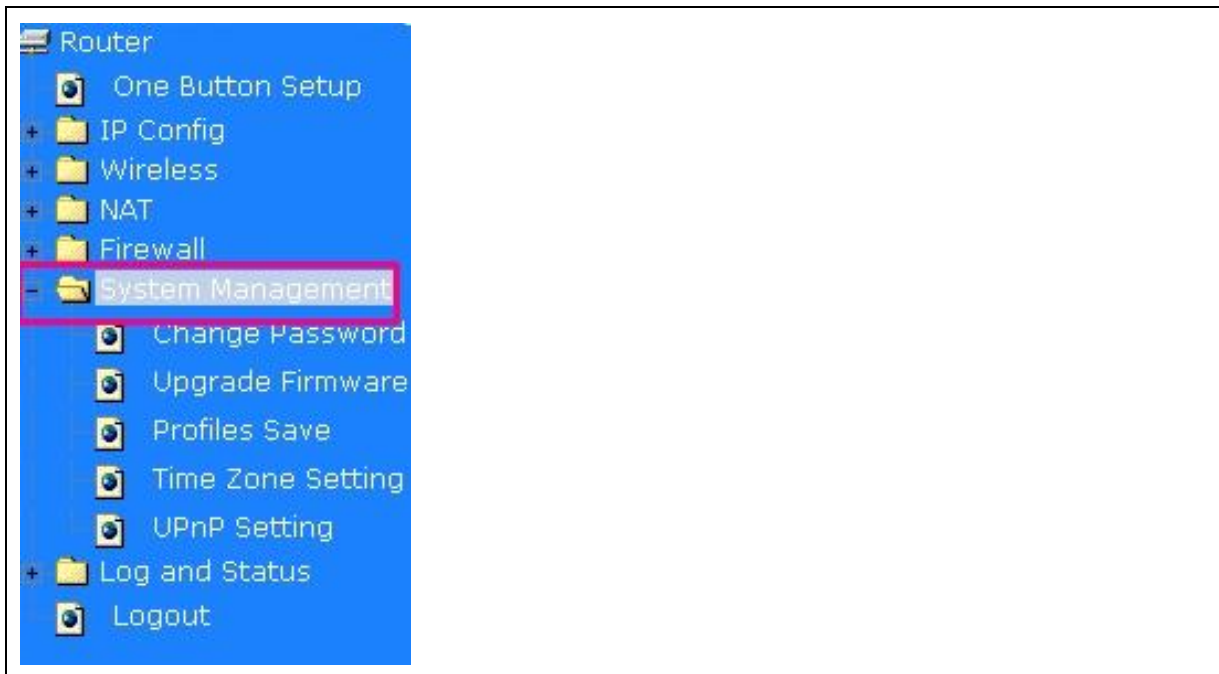 Router
One Button Setup
IP Config
Wireless
NAT
Firewall
System Management
Change Password
Upgrade Firmware
Profiles Save
Time Zone Setting
UPnP Setting
Log and Status
Logout